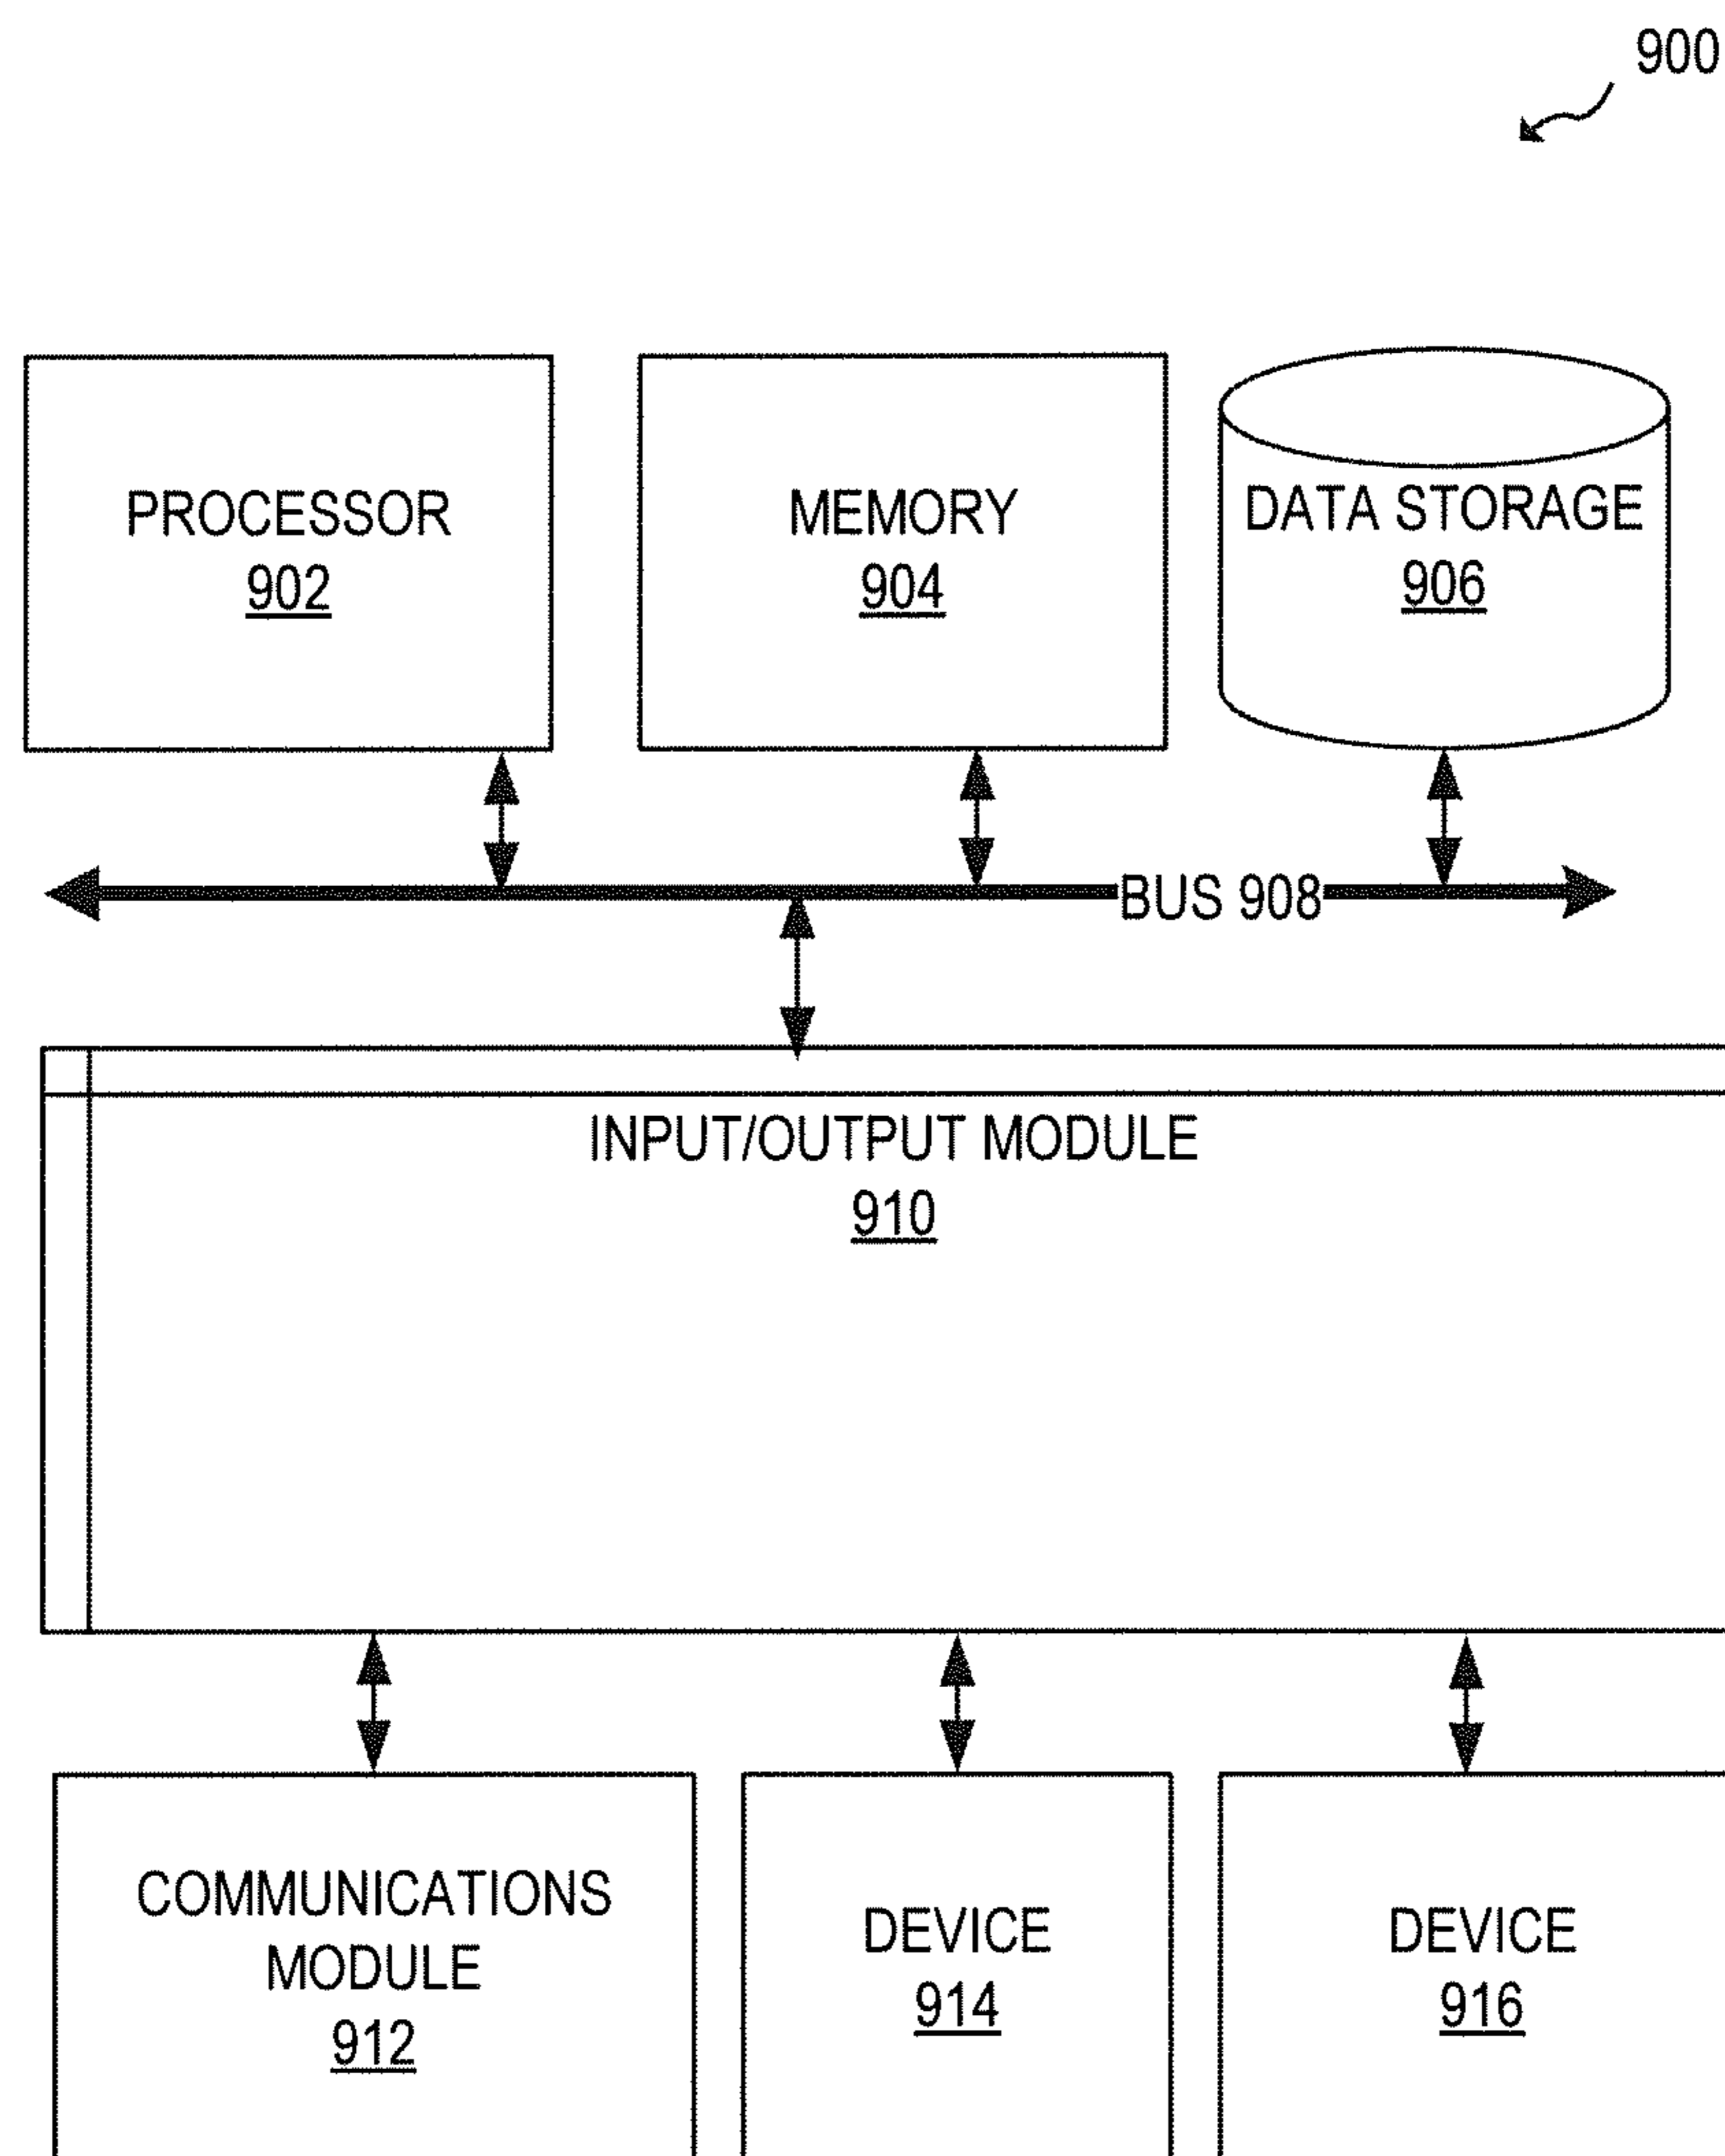 900
PROCESSOR
902
MEMORY
904
DATA STORAGE
906
BUS 908
INPUT/OUTPUT MODULE
910
COMMUNICATIONS
MODULE
912
DEVICE
914
DEVICE
916